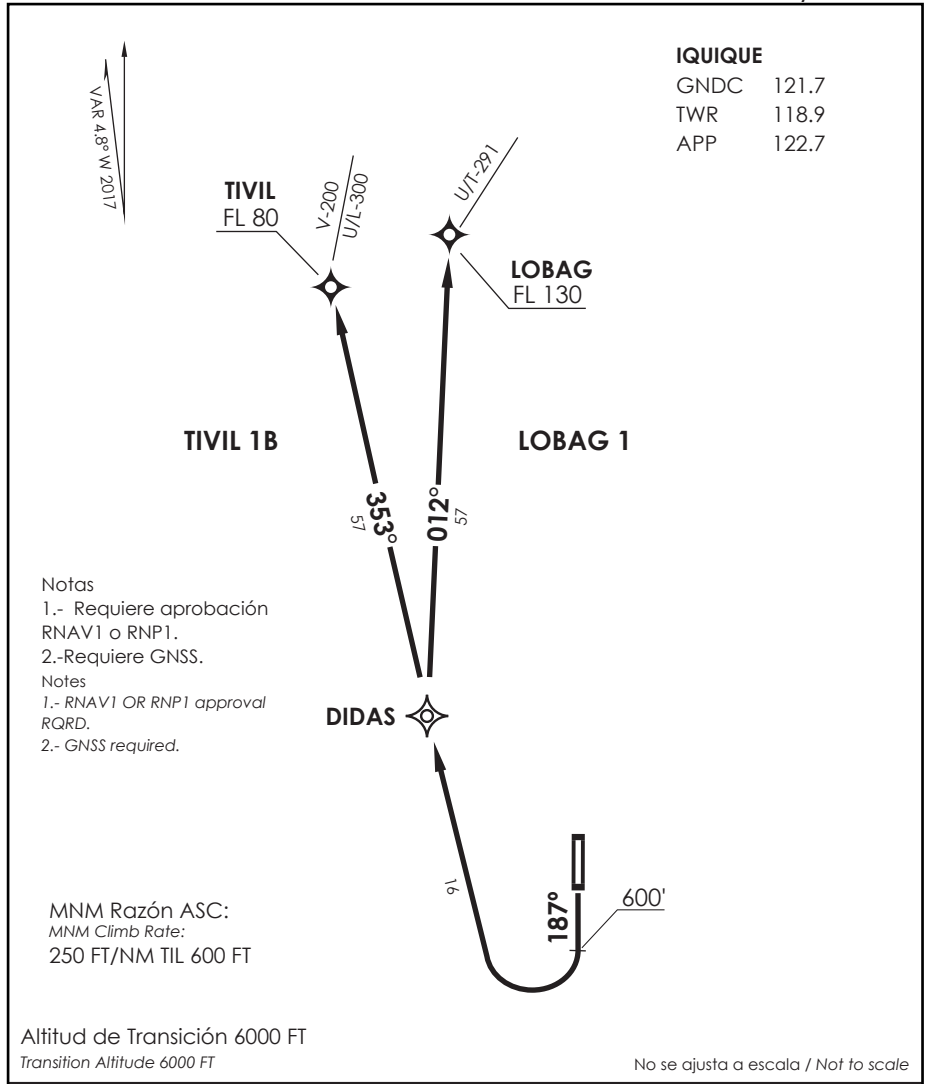 IQUIQUE
GNDC 121.7
TWR 118.9
APP 122.7
VAR 4.8° W 2017
TIVIL
FL 80
V-200
U/L-300
U/T-291
LOBAG
FL 130
TIVIL 1B
LOBAG 1
353°
57
012°
57
Notas
1.- Requiere aprobación
RNAV1 o RNP1.
2.-Requiere GNSS.
Notes
1.- RNAV1 OR RNP1 approval
RQRD.
2.- GNSS required.
DIDAS
16
187°
600'
MNM Razón ASC:
MNM Climb Rate:
250 FT/NM TIL 600 FT
Altitud de Transición 6000 FT
Transition Altitude 6000 FT
No se ajusta a escala / Not to scale